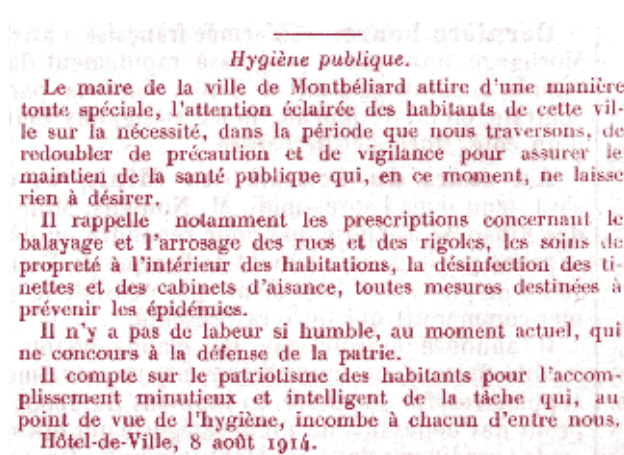 Hygiène publique.
Le maire de la ville de Montbéliard attire d'une manière
toute spéciale, l'attention éclairée des habitants de cette vil-
le sur la nécessité, dans la période que nous traversons, de
redoubler de précaution et de vigilance pour assurer le
maintien de la santé publique qui, en ce moment, ne laisse
rien à désirer.
Il rappelle notamment les prescriptions concernant le
balayage et l'arrosage des rues et des rigoles, les soins de
propreté à l'intérieur des habitations, la désinfection des ti-
nettes et des cabinets d'aisance, toutes mesures destinées à
prévenir les épidémies.
Il n'y a pas de labeur si humble, au moment actuel, qui
ne concours à la défense de la patrie.
Il compte sur le patriotisme des habitants pour l'accom-
plissement minutieux et intelligent de la tâche qui, au
point de vue de l'hygiène, incombe à chacun d'entre nous.
Hôtel-de-Ville, 8 août 1914.